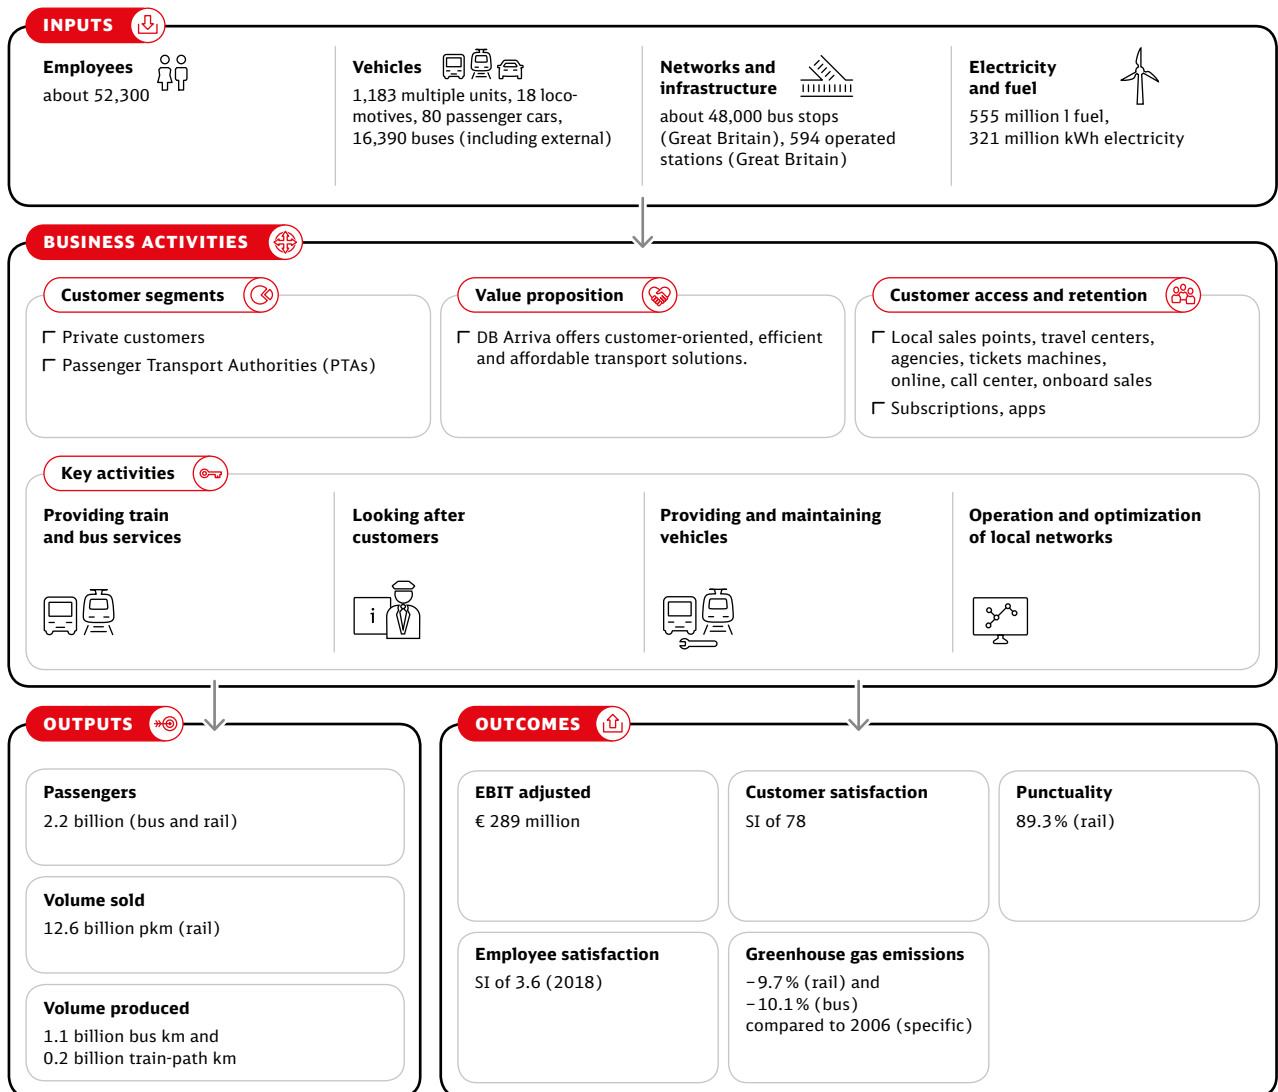 INPUTS
Employees
about 52,300
Vehicles
1,183 multiple units, 18 loco-
motives, 80 passenger cars,
16,390 buses (including external)
Networks and
infrastructure
about 48,000 bus stops
(Great Britain), 594 operated
stations (Great Britain)
Electricity
and fuel
555 million l fuel,
321 million kWh electricity
BUSINESS ACTIVITIES
Customer segments
Private customers
Passenger Transport Authorities (PTAs)
Value proposition
DB Arriva offers customer-oriented, efficient
and affordable transport solutions.
Customer access and retention
Local sales points, travel centers,
agencies, tickets machines,
online, call center, onboard sales
Subscriptions, apps
Key activities
Providing train
and bus services
Looking after
customers
i
Providing and maintaining
vehicles
Operation and optimization
of local networks
OUTPUTS
Passengers
2.2 billion (bus and rail)
Volume sold
12.6 billion pkm (rail)
Volume produced
1.1 billion bus km and
0.2 billion train-path km
OUTCOMES
EBIT adjusted
€ 289 million
Customer satisfaction
SI of 78
Punctuality
89.3% (rail)
Employee satisfaction
SI of 3.6 (2018)
Greenhouse gas emissions
–9.7% (rail) and
–10.1% (bus)
compared to 2006 (specific)